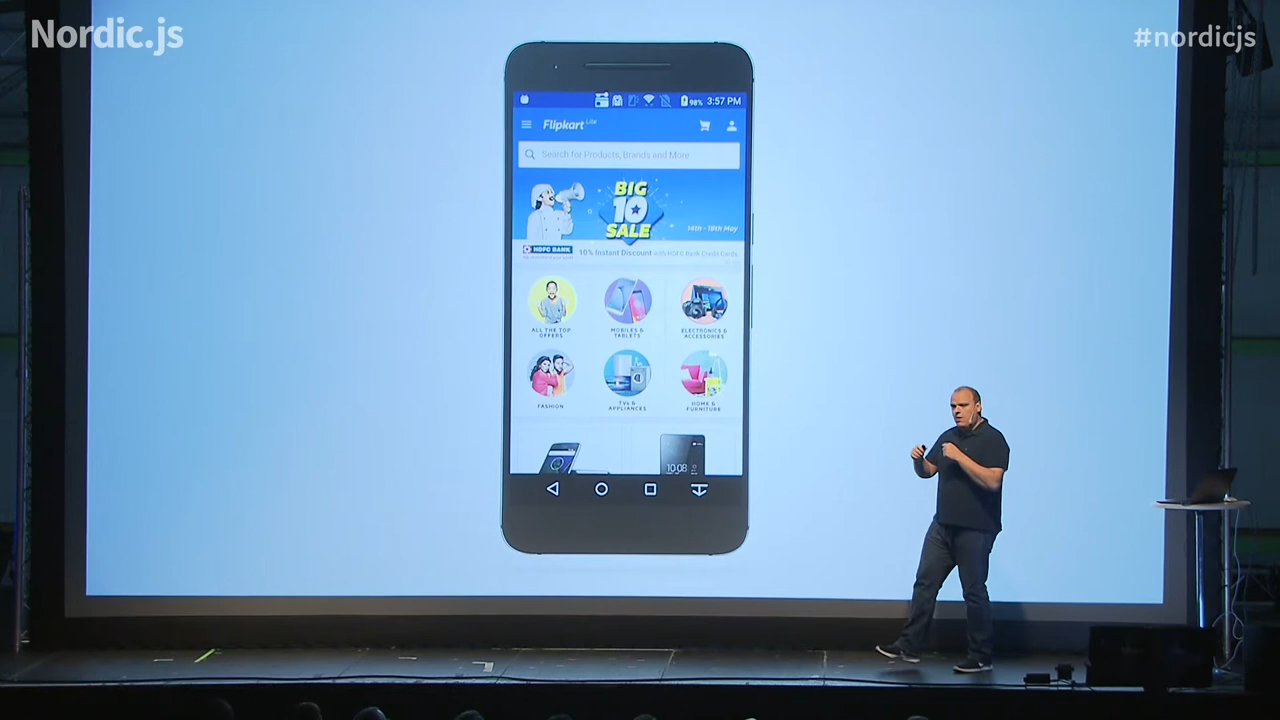 Nordic.js
#nordicjs
98% 3:57 PM
Flipkart Lite
Search for Products, Brands and More
BIG
10
SALE
14th - 18th May
HDFC BANK
10% Instant Discount with HDFC Bank Credit Cards
ALL THE TOP
OFFERS
MOBILES &
TABLETS
ELECTRONICS &
ACCESSORIES
FASHION
TVs &
APPLIANCES
HOME &
FURNITURE
10:08